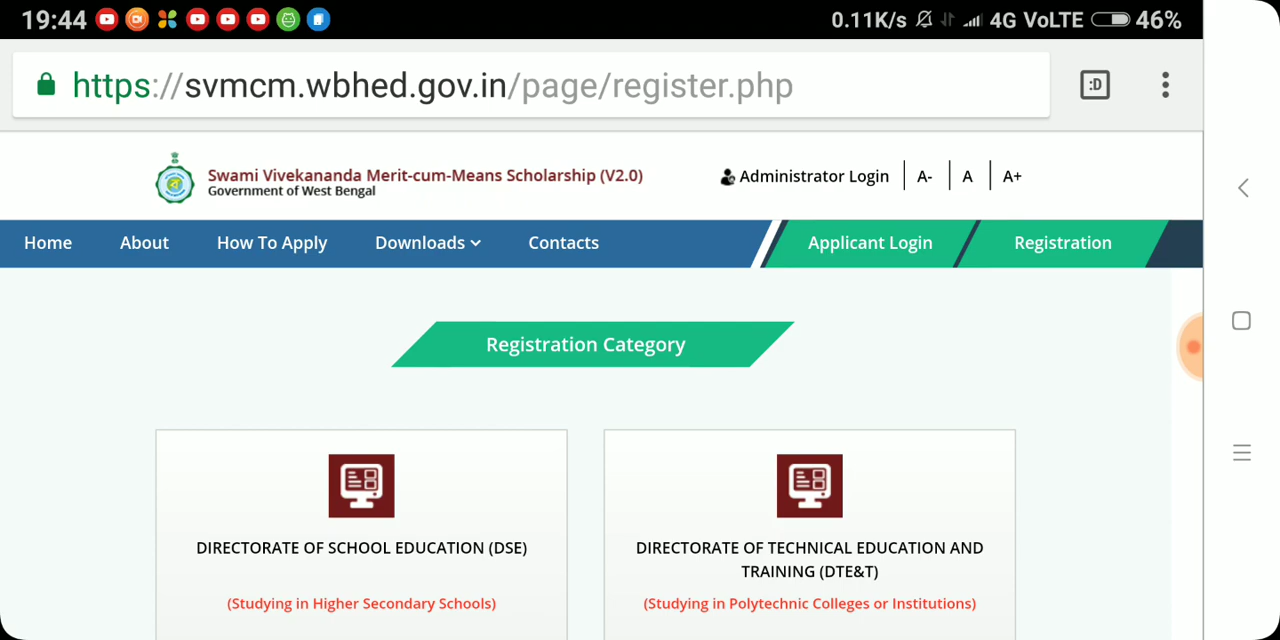 19:44 0.11K/s 4G VoLTE 46%
https://svmcm.wbhed.gov.in/page/register.php :D
Swami Vivekananda Merit-cum-Means Scholarship (V2.0)
Government of West Bengal
Administrator Login A- A A+
Home About How To Apply Downloads Contacts Applicant Login Registration
Registration Category
DIRECTORATE OF SCHOOL EDUCATION (DSE)
(Studying in Higher Secondary Schools)
DIRECTORATE OF TECHNICAL EDUCATION AND
TRAINING (DTE&T)
(Studying in Polytechnic Colleges or Institutions)